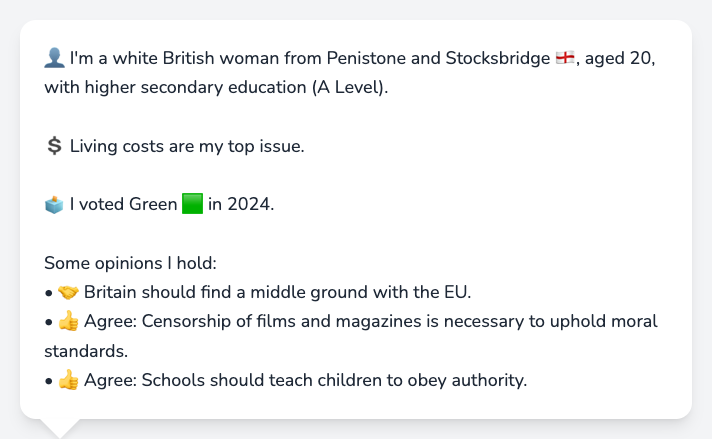 👤 I'm a white British woman from Penistone and Stocksbridge 🏴󠁧󠁢󠁥󠁮󠁧󠁿, aged 20,
with higher secondary education (A Level).
💲 Living costs are my top issue.
🗳️ I voted Green 🟩 in 2024.
Some opinions I hold:
• 🤝 Britain should find a middle ground with the EU.
• 👍 Agree: Censorship of films and magazines is necessary to uphold moral
standards.
• 👍 Agree: Schools should teach children to obey authority.